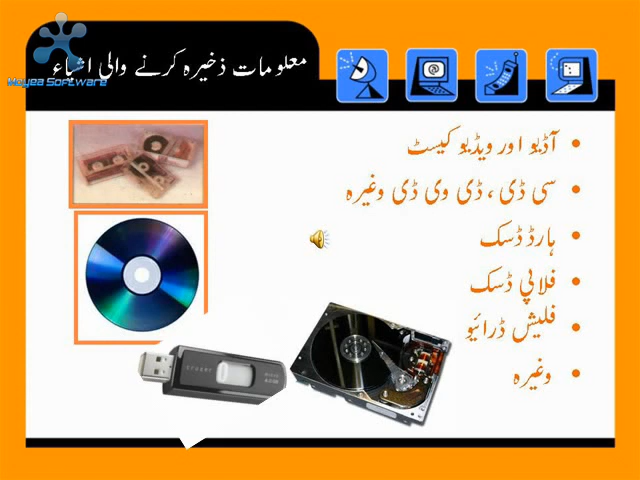 معلومات ذخیرہ کرنے والی اشیاء
Moyea Software
@
• آڈیو اور ویڈیو کیسٹ
• سی ڈی ، ڈی وی ڈی وغیرہ
• ہارڈ ڈسک
• فلاپی ڈسک
• فلیش ڈرائیو
• وغیرہ